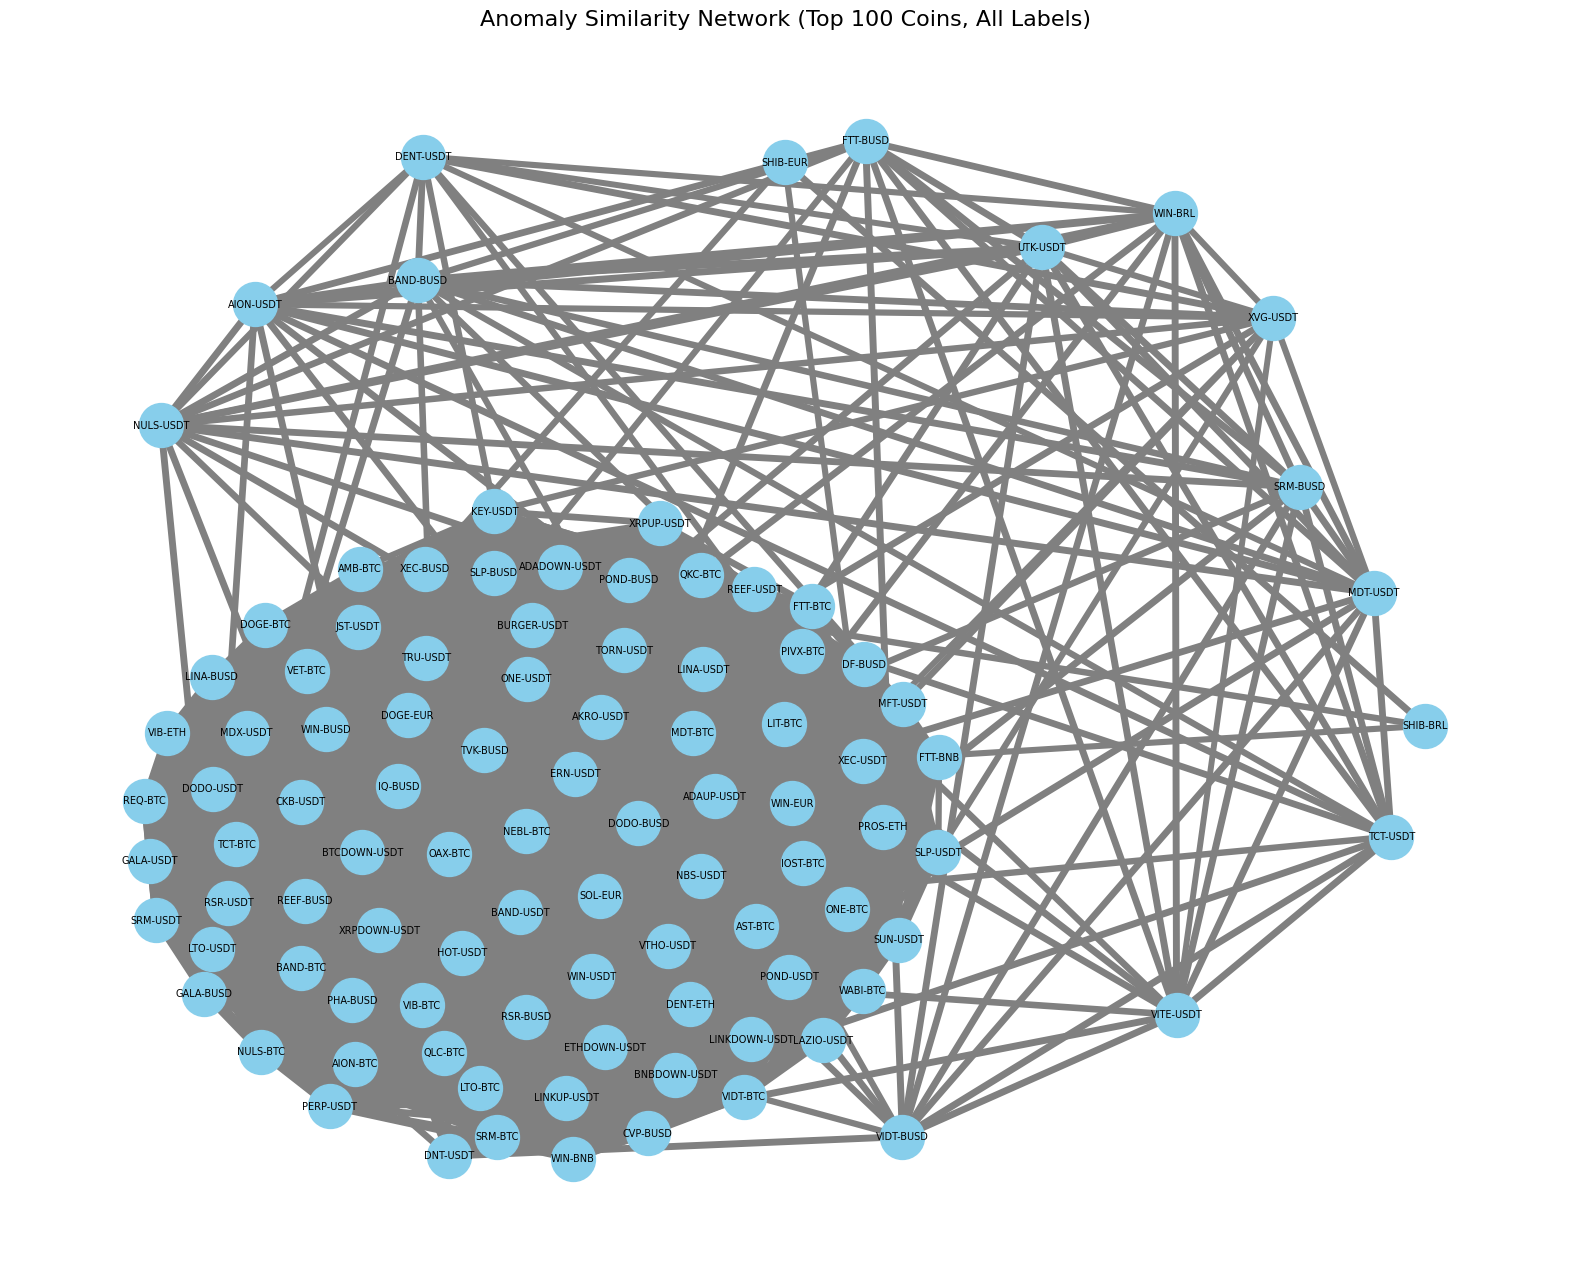 Anomaly Similarity Network (Top 100 Coins, All Labels)
FTT-BUSD
DENT-USDT
SHIB-EUR
WIN-BRL
UTK-USDT
BAND-BUSD
AION-USDT
XVG-USDT
NULS-USDT
SRM-BUSD
KEY-USDT
XRPUP-USDT
AMB-BTC
XEC-BUSD
SLP-BUSD
ADADOWN-USDT
POND-BUSD
QKC-BTC
REEF-USDT
MDT-USDT
FTT-BTC
DOGE-BTC
JST-USDT
BURGER-USDT
TRU-USDT
TORN-USDT
PIVX-BTC
DF-BUSD
LINA-BUSD
VET-BTC
ONE-USDT
LINA-USDT
MFT-USDT
VIB-ETH
MDX-USDT
WIN-BUSD
DOGE-EUR
AKRO-USDT
LIT-BTC
SHIB-BRL
MDT-BTC
TVK-BUSD
XEC-USDT
FTT-BNB
ERN-USDT
REQ-BTC
DODO-USDT
CKB-USDT
IQ-BUSD
ADAUP-USDT
WIN-EUR
DODO-BUSD
NEBL-BTC
PROS-ETH
TCT-USDT
GALA-USDT
TCT-BTC
BTCDOWN-USDT
OAX-BTC
IOST-BTC
SLP-USDT
NBS-USDT
RSR-USDT
REEF-BUSD
SOL-EUR
BAND-USDT
ONE-BTC
SRM-USDT
XRPDOWN-USDT
AST-BTC
LTO-USDT
HOT-USDT
VTHO-USDT
SUN-USDT
BAND-BTC
WIN-USDT
POND-USDT
GALA-BUSD
PHA-BUSD
VIB-BTC
RSR-BUSD
DENT-ETH
WABI-BTC
VITE-USDT
NULS-BTC
AION-BTC
QLC-BTC
ETHDOWN-USDT
LINKDOWN-USDT
LAZIO-USDT
BNBDOWN-USDT
LTO-BTC
PERP-USDT
LINKUP-USDT
VIDT-BTC
SRM-BTC
CVP-BUSD
VIDT-BUSD
DNT-USDT
WIN-BNB